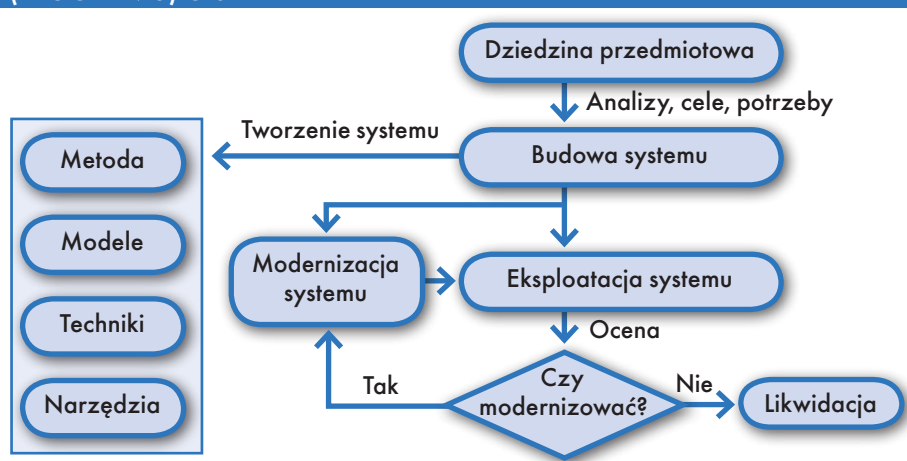 Dziedzina przedmiotowa
Analizy, cele, potrzeby
Tworzenie systemu
Budowa systemu
Metoda
Modele
Techniki
Narzędzia
Modernizacja
systemu
Eksploatacja systemu
Ocena
Czy
modernizować?
Tak
Nie
Likwidacja